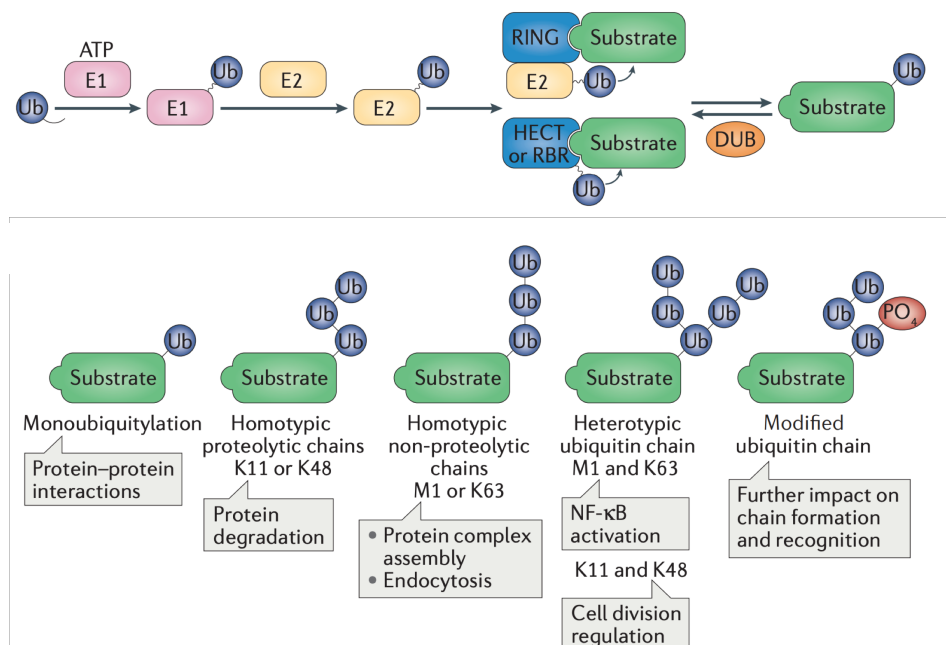 ATP
E1
Ub
Ub
E1
E2
Ub
E2
RING
Substrate
E2
Ub
HECT
or RBR
Substrate
Ub
DUB
Ub
Substrate
Ub
Substrate
Monoubiquitylation
Protein–protein
interactions
Ub
Ub
Ub
Substrate
Homotypic
proteolytic chains
K11 or K48
Protein
degradation
Ub
Ub
Ub
Substrate
Homotypic
non-proteolytic
chains
M1 or K63
• Protein complex
assembly
• Endocytosis
Ub
Ub
Ub
Ub
Ub
Substrate
Heterotypic
ubiquitin chain
M1 and K63
NF-κB
activation
K11 and K48
Cell division
regulation
Ub
Ub
Ub
PO4
Substrate
Modified
ubiquitin chain
Further impact on
chain formation
and recognition